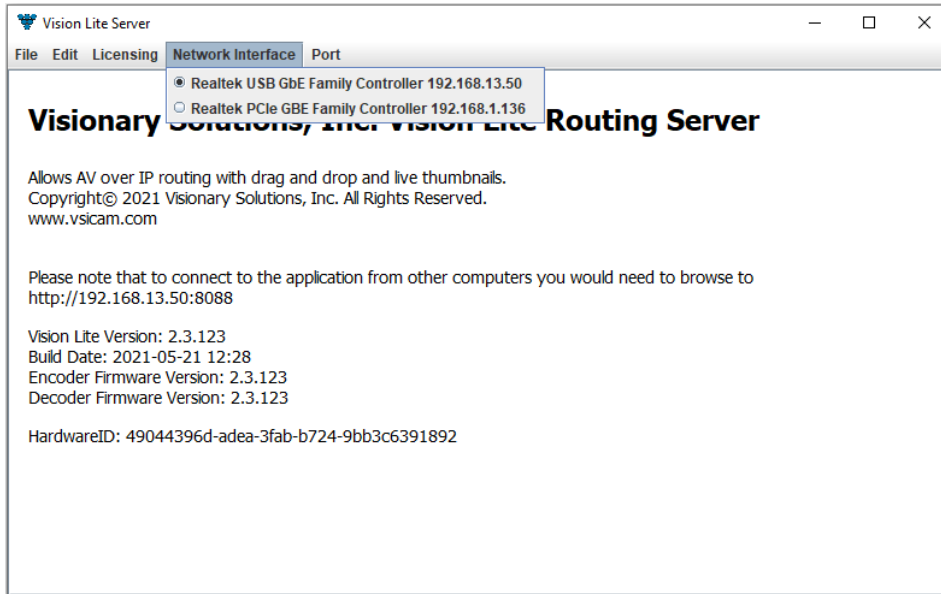 Vision Lite Server
File Edit Licensing Network Interface Port
Realtek USB GbE Family Controller 192.168.13.50
Realtek PCIe GBE Family Controller 192.168.1.136
Visionary Solutions, Inc. Vision Lite Routing Server
Allows AV over IP routing with drag and drop and live thumbnails.
Copyright© 2021 Visionary Solutions, Inc. All Rights Reserved.
www.vsicam.com
Please note that to connect to the application from other computers you would need to browse to
http://192.168.13.50:8088
Vision Lite Version: 2.3.123
Build Date: 2021-05-21 12:28
Encoder Firmware Version: 2.3.123
Decoder Firmware Version: 2.3.123
HardwareID: 49044396d-adea-3fab-b724-9bb3c6391892